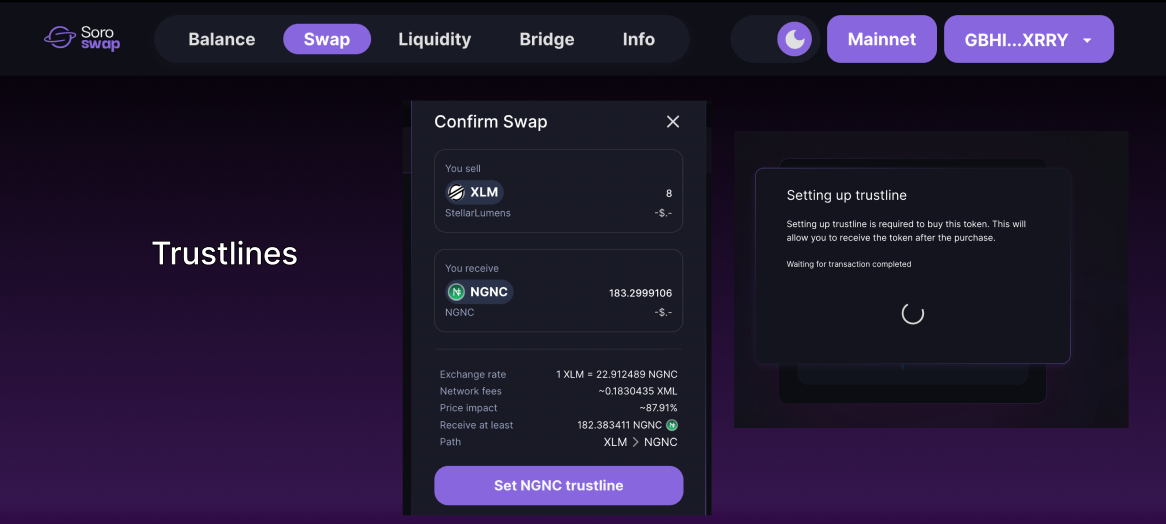 Soro
swap
Balance
Swap
Liquidity
Bridge
Info
Mainnet
GBHI...XRRY
Trustlines
Confirm Swap
You sell
XLM
8
StellarLumens
-$.-
You receive
NGNC
183.2999106
NGNC
-$.-
Exchange rate
1 XLM = 22.912489 NGNC
Network fees
~0.1830435 XML
Price impact
~87.91%
Receive at least
182.383411 NGNC
Path
XLM > NGNC
Set NGNC trustline
Setting up trustline
Setting up trustline is required to buy this token. This will
allow you to receive the token after the purchase.
Waiting for transaction completed